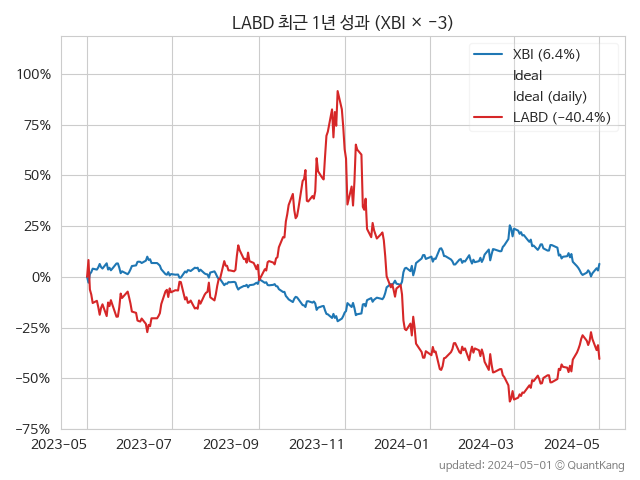 LABD 최근 1년 성과 (XBI × −3)
XBI (6.4%)
Ideal
Ideal (daily)
LABD (−40.4%)
100%
75%
50%
25%
0%
−25%
−50%
−75%
2023-05 2023-07 2023-09 2023-11 2024-01 2024-03 2024-05
updated: 2024-05-01 © QuantKang